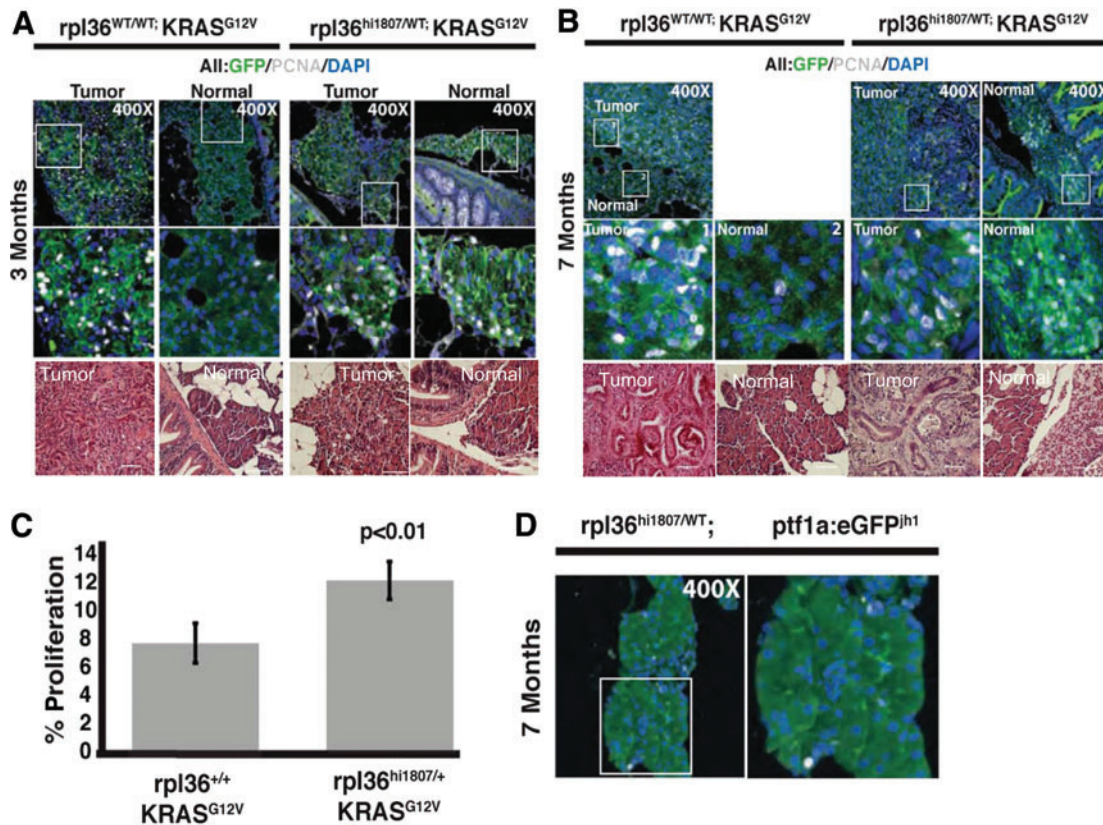 A
rpl36WT/WT; KRASG12V
rpl36hi1807/WT; KRASG12V
All:GFP/PCNA/DAPI
Tumor
Normal
Tumor
Normal
400X
400X
400X
400X
3 Months
Tumor
Normal
Tumor
Normal
B
rpl36WT/WT; KRASG12V
rpl36hi1807/WT; KRASG12V
All:GFP/PCNA/DAPI
400X
Tumor
1
2
Normal
Tumor 400X
Normal 400X
7 Months
Tumor 1
Normal 2
Tumor
Normal
Tumor
Normal
Tumor
Normal
C
p<0.01
% Proliferation
14
12
10
8
6
4
2
0
rpl36+/+
KRASG12V
rpl36hi1807/+
KRASG12V
D
rpl36hi1807/WT; ptf1a:eGFPjh1
400X
7 Months